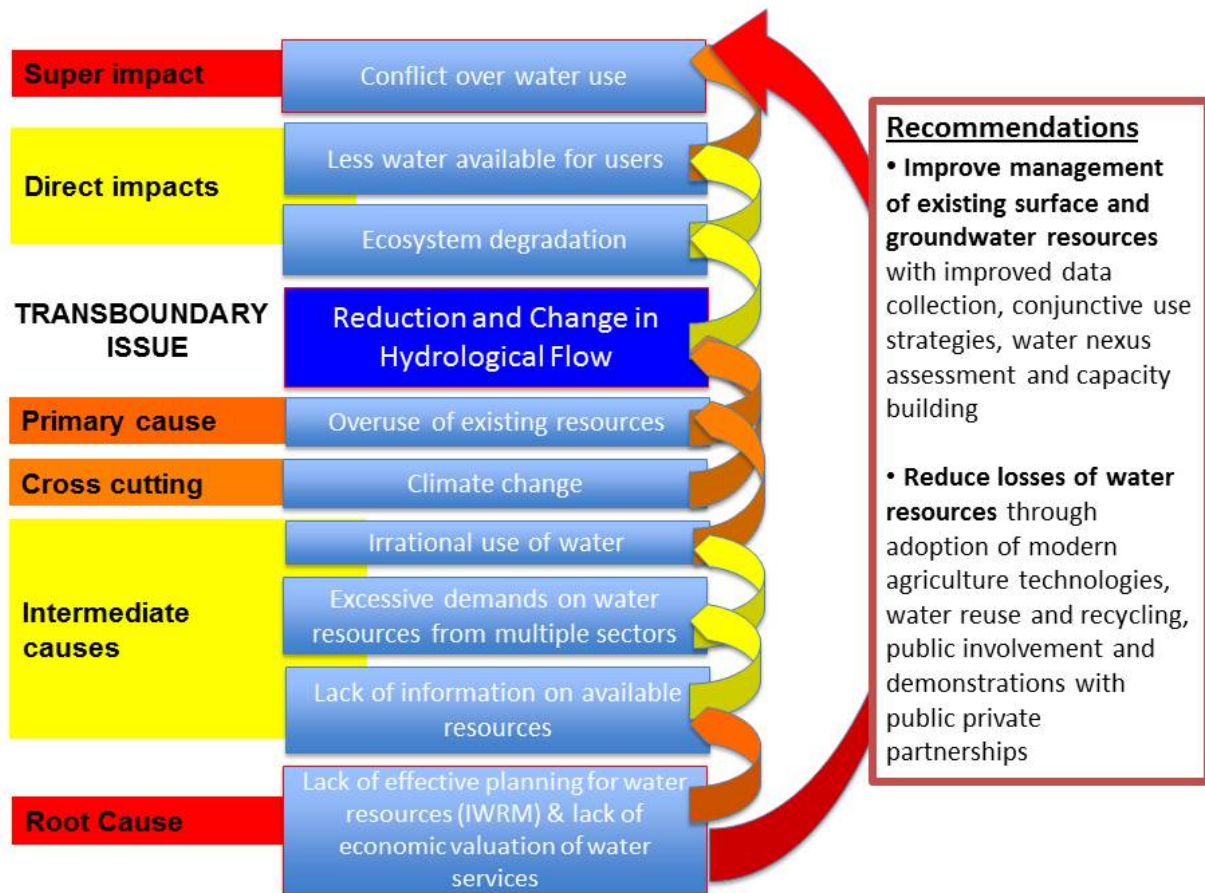 Super impact
Conflict over water use
Direct impacts
Less water available for users
Ecosystem degradation
TRANSBOUNDARY
ISSUE
Reduction and Change in
Hydrological Flow
Primary cause
Overuse of existing resources
Cross cutting
Climate change
Intermediate
causes
Irrational use of water
Excessive demands on water
resources from multiple sectors
Lack of information on available
resources
Root Cause
Lack of effective planning for water
resources (IWRM) & lack of
economic valuation of water
services
Recommendations
• Improve management
of existing surface and
groundwater resources
with improved data
collection, conjunctive use
strategies, water nexus
assessment and capacity
building
• Reduce losses of water
resources through
adoption of modern
agriculture technologies,
water reuse and recycling,
public involvement and
demonstrations with
public private
partnerships